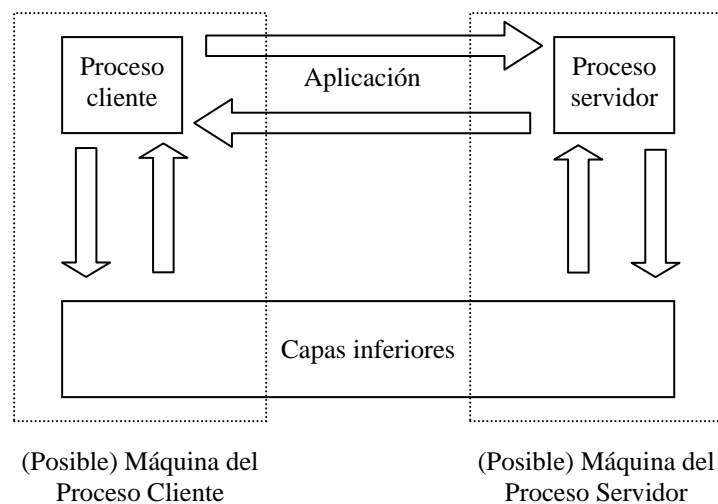 Proceso
cliente
Aplicación
Proceso
servidor
Capas inferiores
(Posible) Máquina del
Proceso Cliente
(Posible) Máquina del
Proceso Servidor